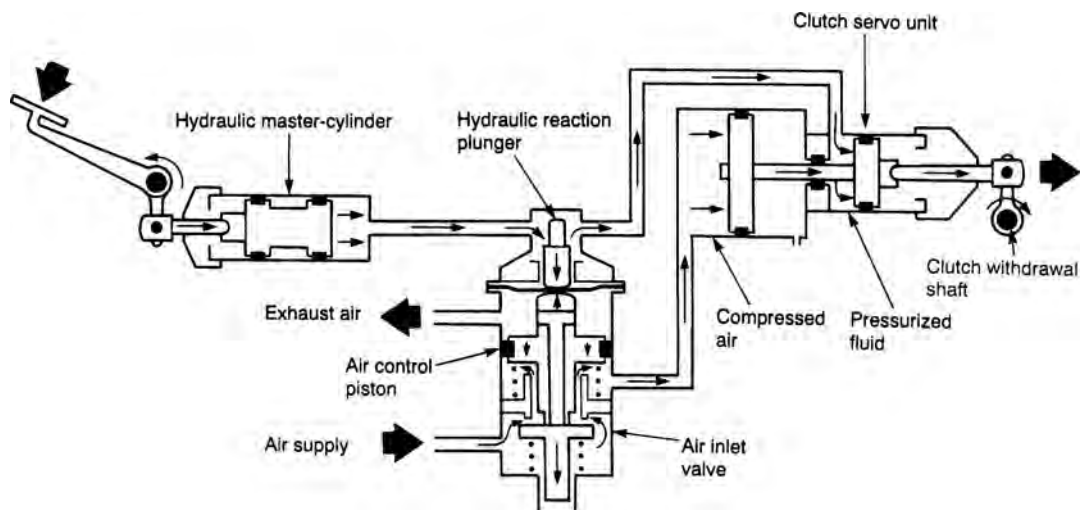 Clutch servo unit
Hydraulic master-cylinder
Hydraulic reaction
plunger
Clutch withdrawal
shaft
Exhaust air
Compressed
air
Pressurized
fluid
Air control
piston
Air supply
Air inlet
valve